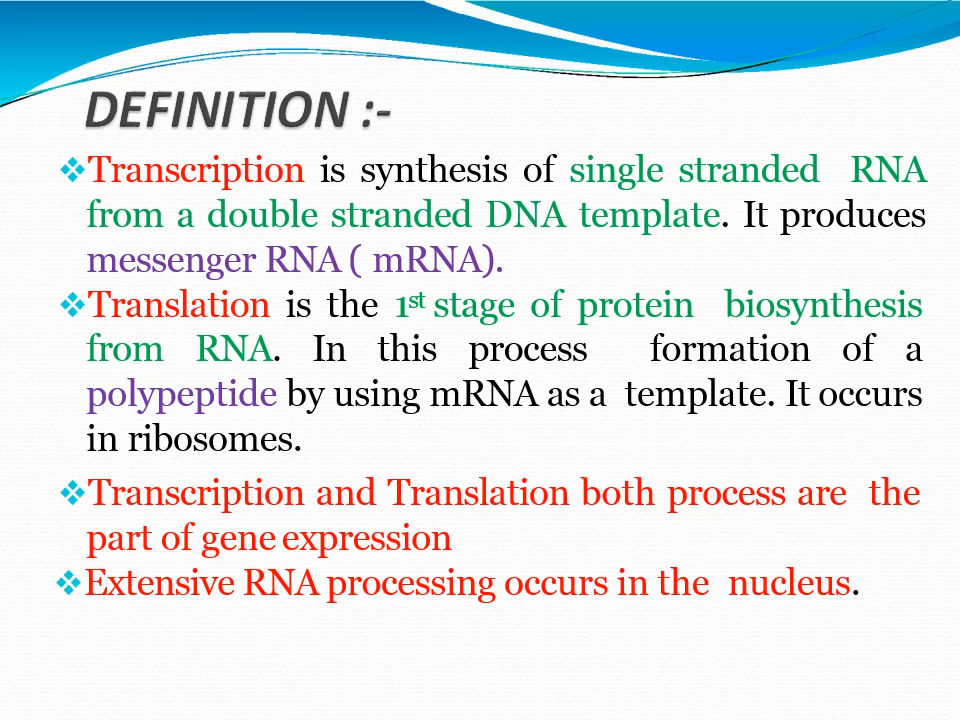 DEFINITION :-
❖Transcription is synthesis of single stranded RNA
from a double stranded DNA template. It produces
messenger RNA ( mRNA).
❖Translation is the 1st stage of protein biosynthesis
from RNA. In this process formation of a
polypeptide by using mRNA as a template. It occurs
in ribosomes.
❖Transcription and Translation both process are the
part of gene expression
❖Extensive RNA processing occurs in the nucleus.